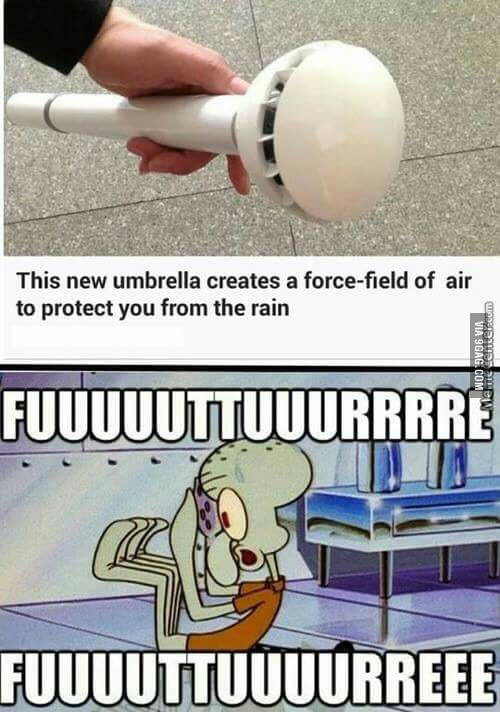 This new umbrella creates a force-field of air
to protect you from the rain
VIA 9GAG.COM
FUUUUUTTUUURRRRE
FUUUUTTUUUURREEE